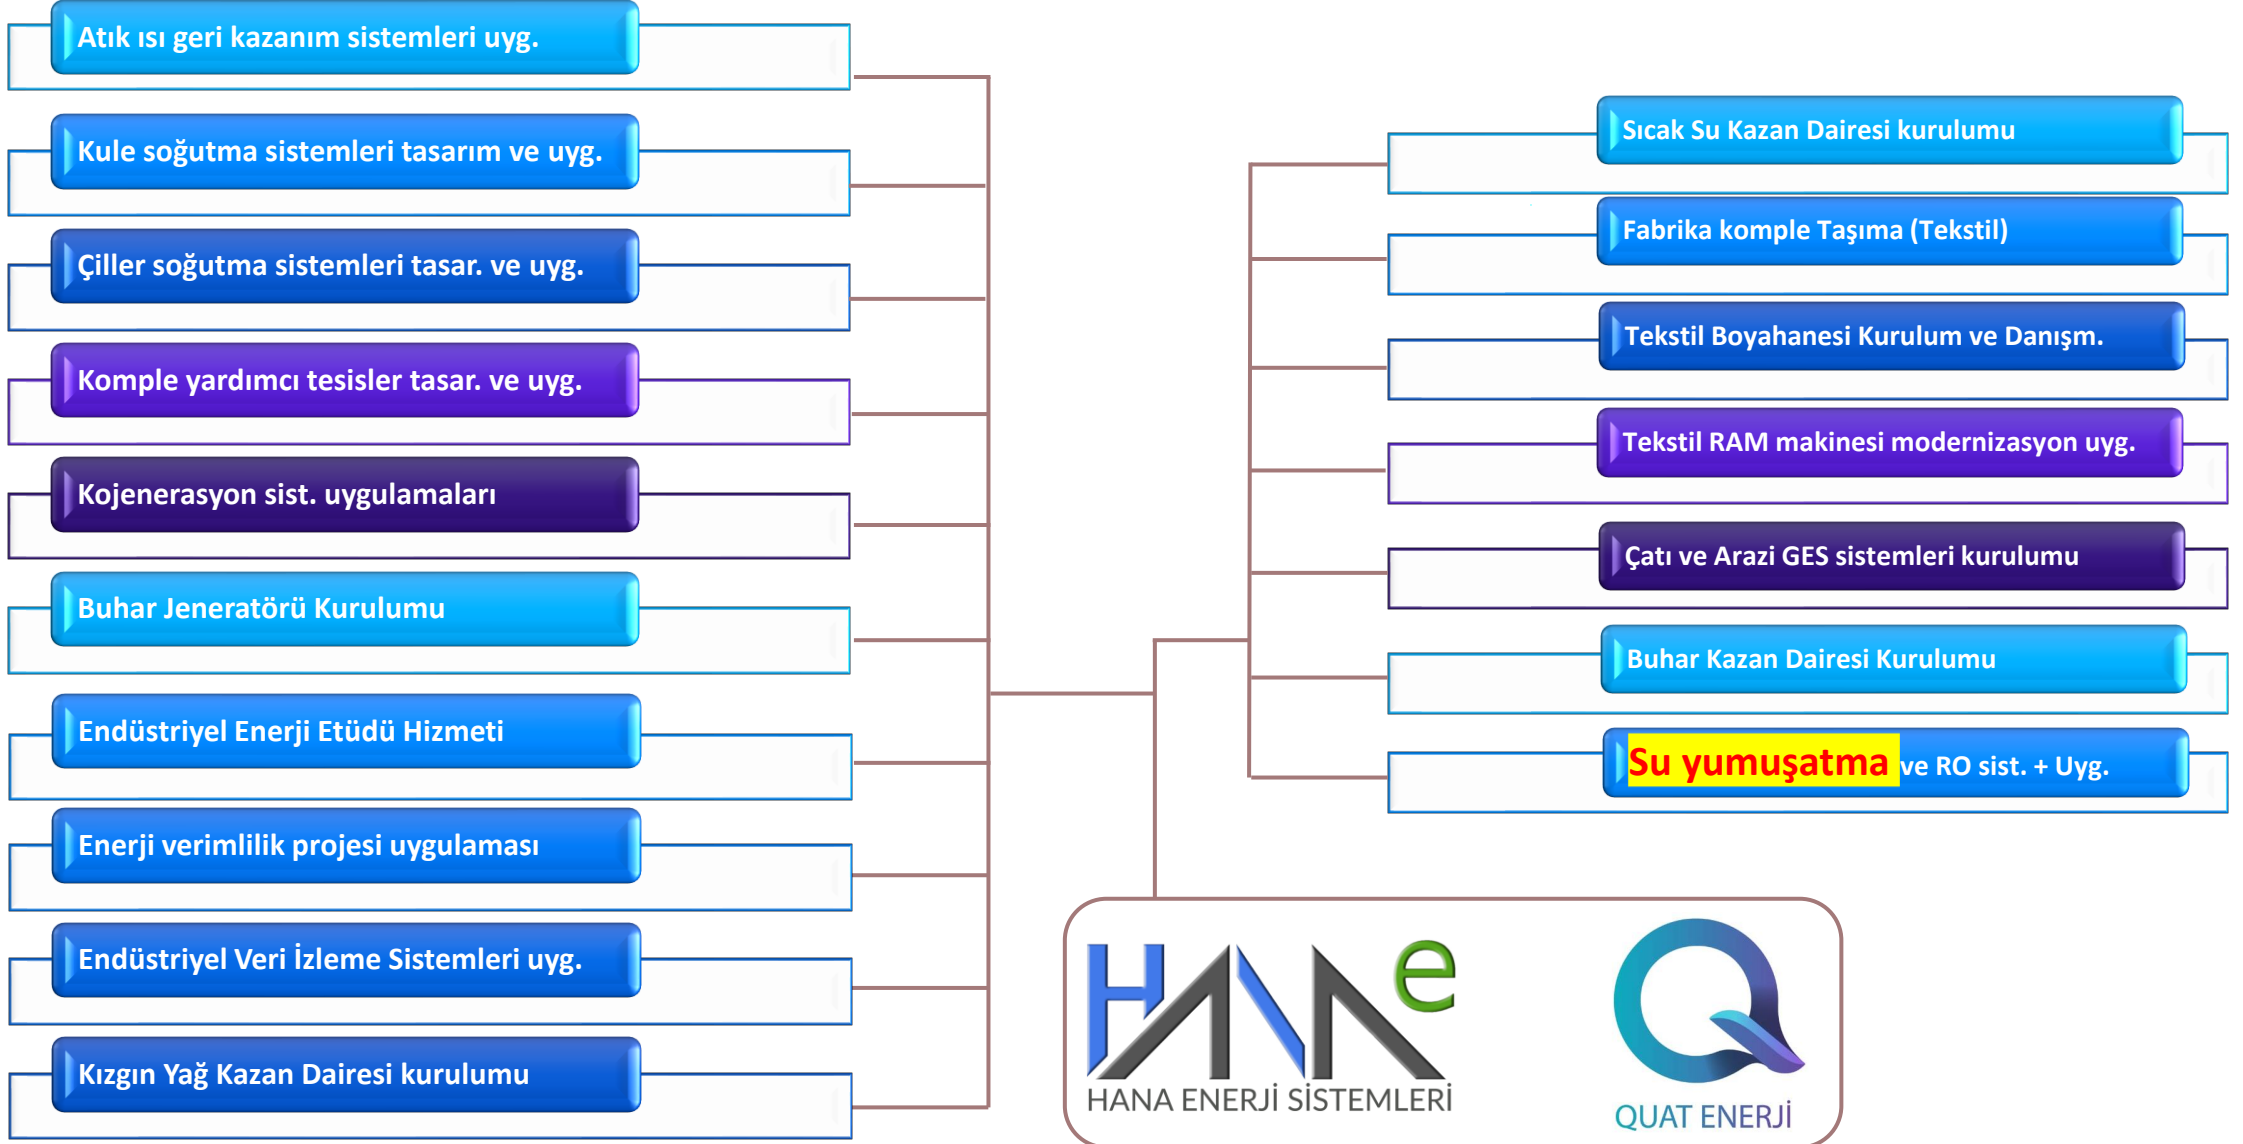 Atık ısı geri kazanım sistemleri uyg.
Kule soğutma sistemleri tasarım ve uyg.
Çiller soğutma sistemleri tasar. ve uyg.
Komple yardımcı tesisler tasar. ve uyg.
Kojenerasyon sist. uygulamaları
Buhar Jeneratörü Kurulumu
Endüstriyel Enerji Etüdü Hizmeti
Enerji verimlilik projesi uygulaması
Endüstriyel Veri İzleme Sistemleri uyg.
Kızgın Yağ Kazan Dairesi kurulumu
Sıcak Su Kazan Dairesi kurulumu
Fabrika komple Taşıma (Tekstil)
Tekstil Boyahanesi Kurulum ve Danışm.
Tekstil RAM makinesi modernizasyon uyg.
Çatı ve Arazi GES sistemleri kurulumu
Buhar Kazan Dairesi Kurulumu
Su yumuşatma ve RO sist. + Uyg.
HANA e
HANA ENERJİ SİSTEMLERİ
QUAT ENERJİ